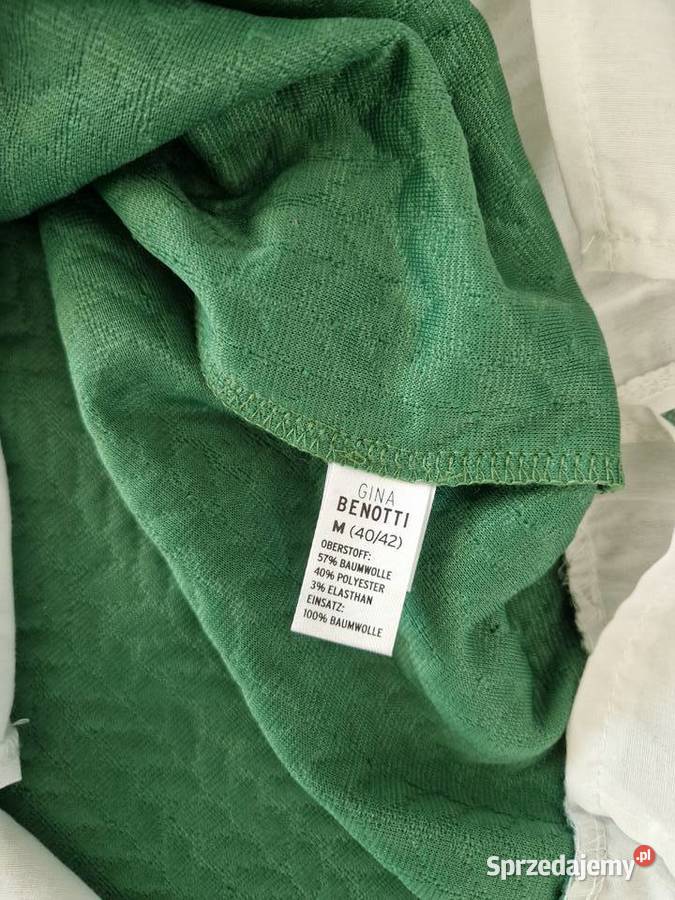 GINA
BENOTTI
M (40/42)
OBERSTOFF:
57% BAUMWOLLE
40% POLYESTER
3% ELASTHAN
EINSATZ:
100% BAUMWOLLE
Sprzedajemy.pl